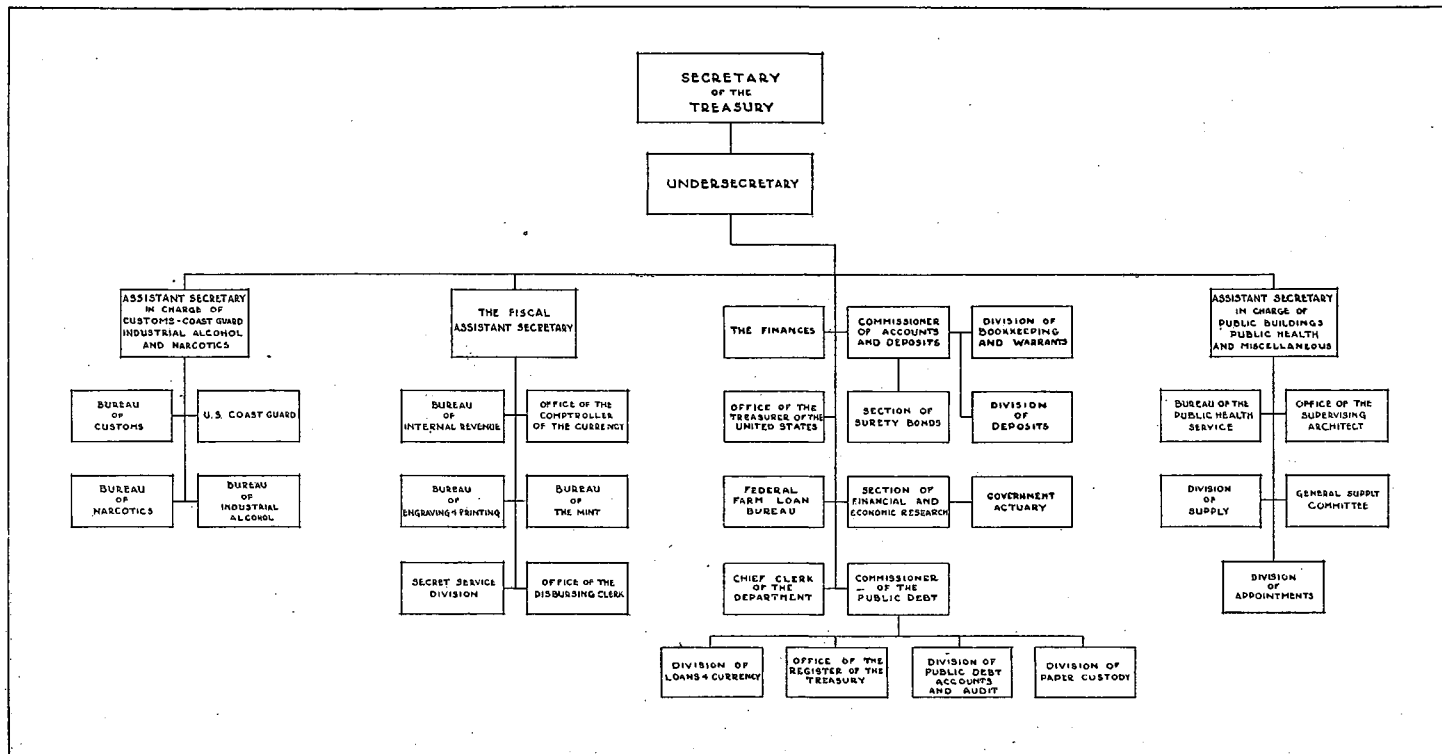 SECRETARY
OF THE
TREASURY
UNDERSECRETARY
ASSISTANT SECRETARY
IN CHARGE OF
CUSTOMS-COAST GUARD
INDUSTRIAL ALCOHOL
AND NARCOTICS
BUREAU
OF
CUSTOMS
U.S. COAST GUARD
BUREAU
OF
NARCOTICS
BUREAU
OF
INDUSTRIAL
ALCOHOL
THE FISCAL
ASSISTANT SECRETARY
BUREAU
OF
INTERNAL REVENUE
OFFICE OF THE
COMPTROLLER
OF THE CURRENCY
BUREAU
OF
ENGRAVING & PRINTING
BUREAU
OF
THE MINT
SECRET SERVICE
DIVISION
OFFICE OF THE
DISBURSING CLERK
THE FINANCES
COMMISSIONER
OF ACCOUNTS
AND DEPOSITS
DIVISION OF
BOOKKEEPING
AND WARRANTS
OFFICE OF THE
TREASURER OF THE
UNITED STATES
SECTION OF
SURETY BONDS
DIVISION
OF
DEPOSITS
FEDERAL
FARM LOAN
BUREAU
SECTION OF
FINANCIAL AND
ECONOMIC RESEARCH
GOVERNMENT
ACTUARY
CHIEF CLERK
OF THE
DEPARTMENT
COMMISSIONER
OF THE
PUBLIC DEBT
DIVISION OF
LOANS & CURRENCY
OFFICE OF THE
REGISTER OF THE
TREASURY
DIVISION OF
PUBLIC DEBT
ACCOUNTS
AND AUDIT
DIVISION OF
PAPER CUSTODY
ASSISTANT SECRETARY
IN CHARGE OF
PUBLIC BUILDINGS
PUBLIC HEALTH
AND MISCELLANEOUS
BUREAU OF THE
PUBLIC HEALTH
SERVICE
OFFICE OF THE
SUPERVISING
ARCHITECT
DIVISION
OF
SUPPLY
GENERAL SUPPLY
COMMITTEE
DIVISION
OF
APPOINTMENTS